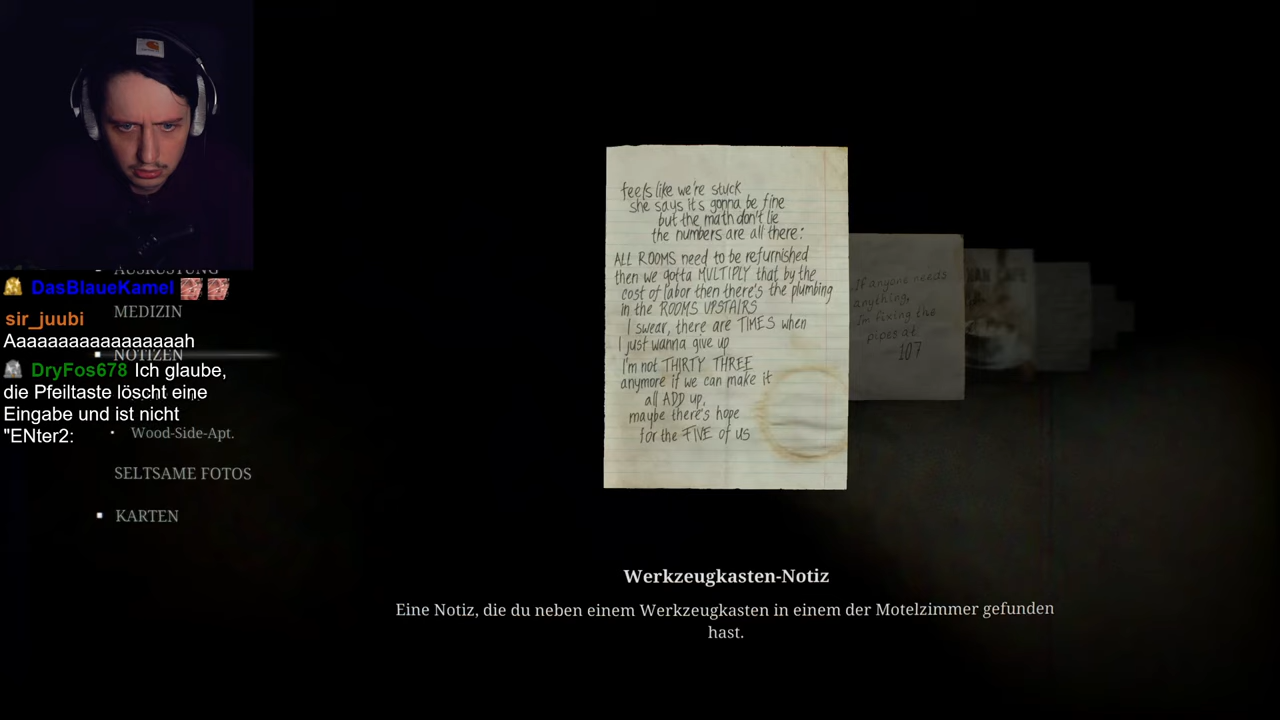 AUSRÜSTUNG
DasBlaueKamel
MEDIZIN
sir_juubi
Aaaaaaaaaaaaaaaaah
NOTIZEN
DryFos678 Ich glaube,
die Pfeiltaste löscht eine
Eingabe und ist nicht
"ENter2:
Wood-Side-Apt.
SELTSAME FOTOS
KARTEN
feels like we're stuck
she says it's gonna be fine
but the math don't lie
the numbers are all there:
ALL ROOMS need to be refurnished
then we gotta MULTIPLY that by the
cost of labor then there's the plumbing
in the ROOMS UPSTAIRS
I swear, there are TIMES when
I just wanna give up
I'm not THIRTY THREE
anymore if we can make it
all ADD up,
maybe there's hope
for the FIVE of us
If anyone needs
anything,
I'm fixing the
pipes at
107
Werkzeugkasten-Notiz
Eine Notiz, die du neben einem Werkzeugkasten in einem der Motelzimmer gefunden
hast.